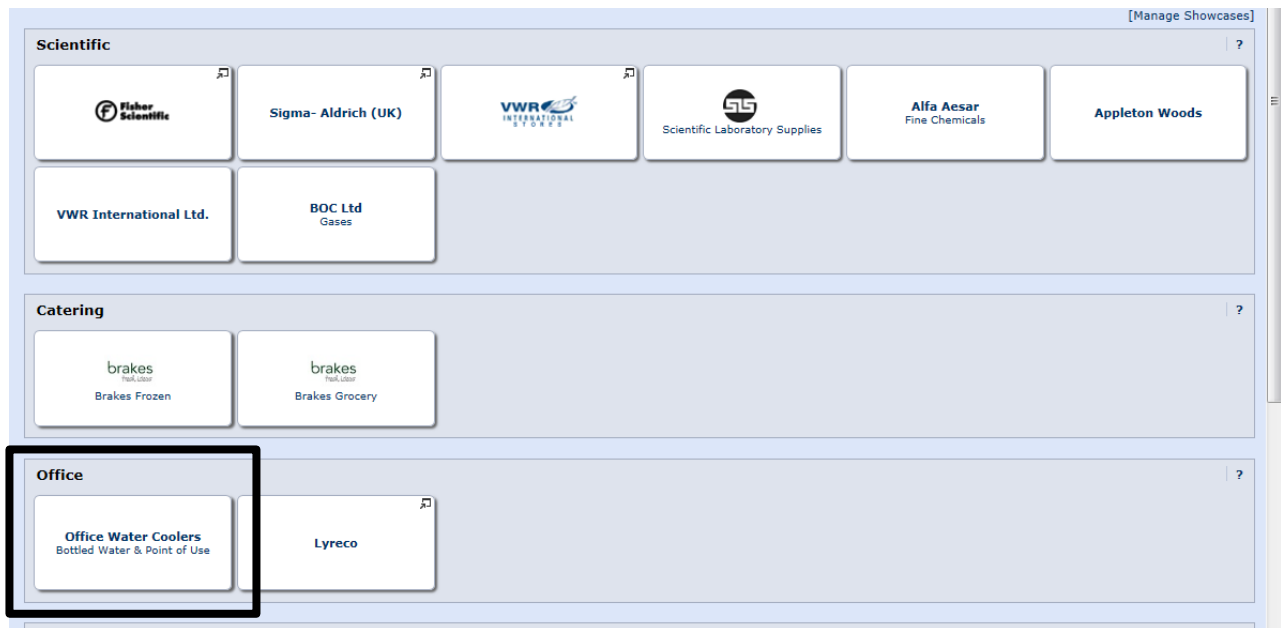 [Manage Showcases]
Scientific
?
Fisher
Scientific
Sigma- Aldrich (UK)
VWR
INTERNATIONAL
STORES
SLS
Scientific Laboratory Supplies
Alfa Aesar
Fine Chemicals
Appleton Woods
VWR International Ltd.
BOC Ltd
Gases
Catering
?
brakes
Brakes Frozen
brakes
Brakes Grocery
Office
?
Office Water Coolers
Bottled Water & Point of Use
Lyreco